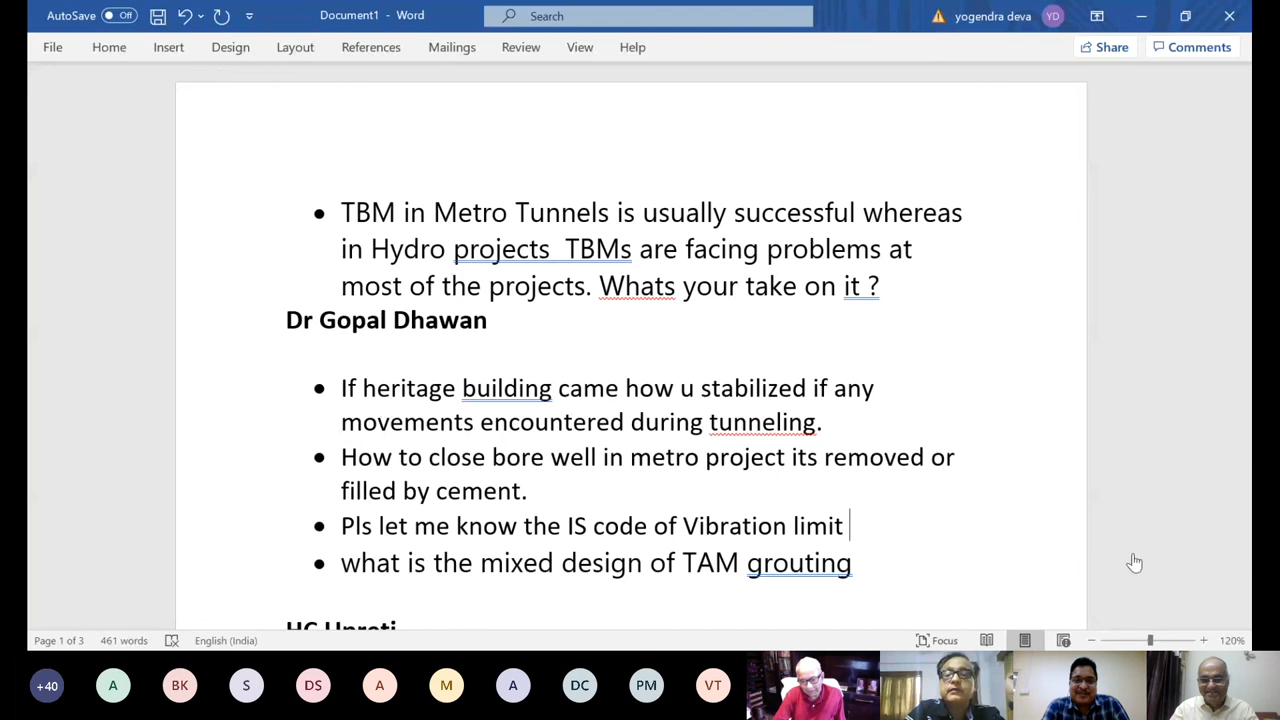 AutoSave Off Document1 - Word Search yogendra deva YD
File Home Insert Design Layout References Mailings Review View Help Share Comments
• TBM in Metro Tunnels is usually successful whereas
in Hydro projects TBMs are facing problems at
most of the projects. Whats your take on it ?
Dr Gopal Dhawan
• If heritage building came how u stabilized if any
movements encountered during tunneling.
• How to close bore well in metro project its removed or
filled by cement.
• Pls let me know the IS code of Vibration limit
• what is the mixed design of TAM grouting
HC Upreti
Page 1 of 3 461 words English (India) Focus 120%
+40 A BK S DS A M A DC PM VT